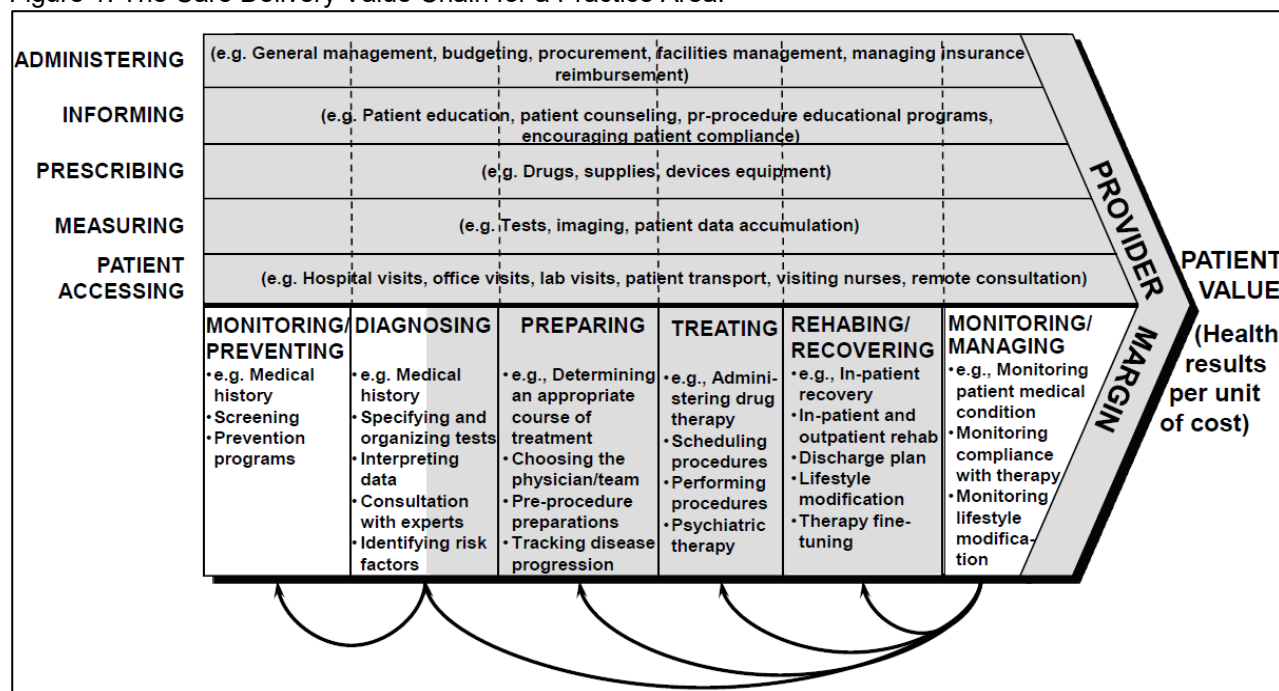 Figure 1: The Care Delivery Value Chain for a Practice Area.
ADMINISTERING
(e.g. General management, budgeting, procurement, facilities management, managing insurance
reimbursement)
INFORMING
(e.g. Patient education, patient counseling, pr-procedure educational programs,
encouraging patient compliance)
PRESCRIBING
(e.g. Drugs, supplies, devices equipment)
MEASURING
(e.g. Tests, imaging, patient data accumulation)
PATIENT
ACCESSING
(e.g. Hospital visits, office visits, lab visits, patient transport, visiting nurses, remote consultation)
MONITORING/
PREVENTING
•e.g. Medical
history
•Screening
•Prevention
programs
DIAGNOSING
•e.g. Medical
history
•Specifying and
organizing tests
•Interpreting
data
•Consultation
with experts
•Identifying risk
factors
PREPARING
•e.g., Determining
an appropriate
course of
treatment
•Choosing the
physician/team
•Pre-procedure
preparations
•Tracking disease
progression
TREATING
•e.g., Admini-
stering drug
therapy
•Scheduling
procedures
•Performing
procedures
•Psychiatric
therapy
REHABING/
RECOVERING
•e.g., In-patient
recovery
•In-patient and
outpatient rehab
•Discharge plan
•Lifestyle
modification
•Therapy fine-
tuning
MONITORING/
MANAGING
•e.g., Monitoring
patient medical
condition
•Monitoring
compliance
with therapy
•Monitoring
lifestyle
modifica-
tion
PROVIDER
MARGIN
PATIENT
VALUE
(Health
results
per unit
of cost)